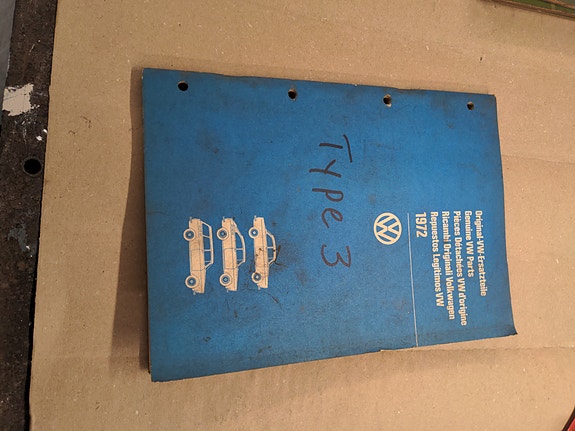 Original-VW-Ersatzteile
Genuine VW Parts
Pièces Détachées VW d'origine
Ricambi Originali Volkwagen
Repuestos Legítimos VW
1972
VW
Type 3